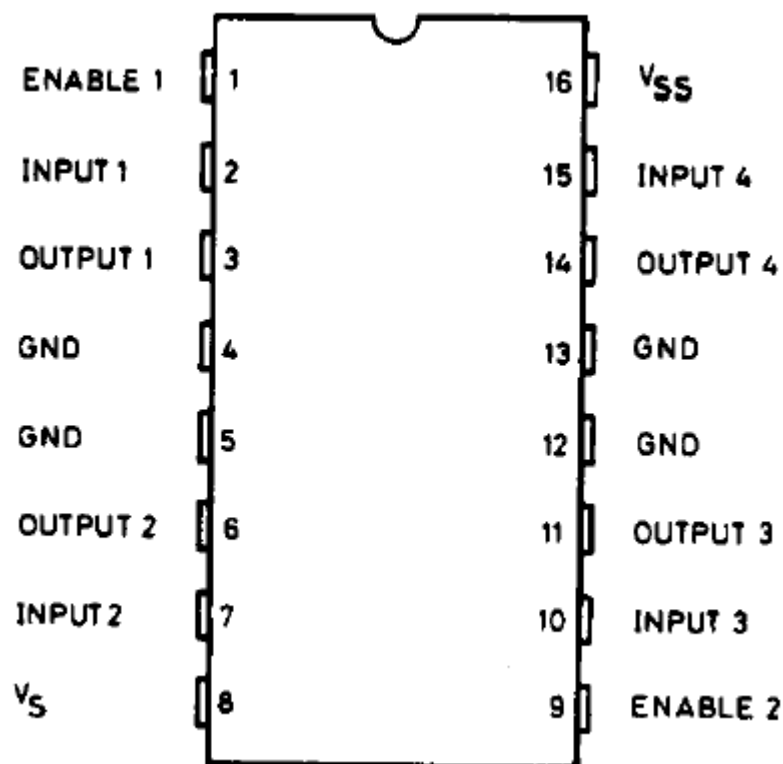 ENABLE 1 1 16 VSS
INPUT 1 2 15 INPUT 4
OUTPUT 1 3 14 OUTPUT 4
GND 4 13 GND
GND 5 12 GND
OUTPUT 2 6 11 OUTPUT 3
INPUT 2 7 10 INPUT 3
VS 8 9 ENABLE 2